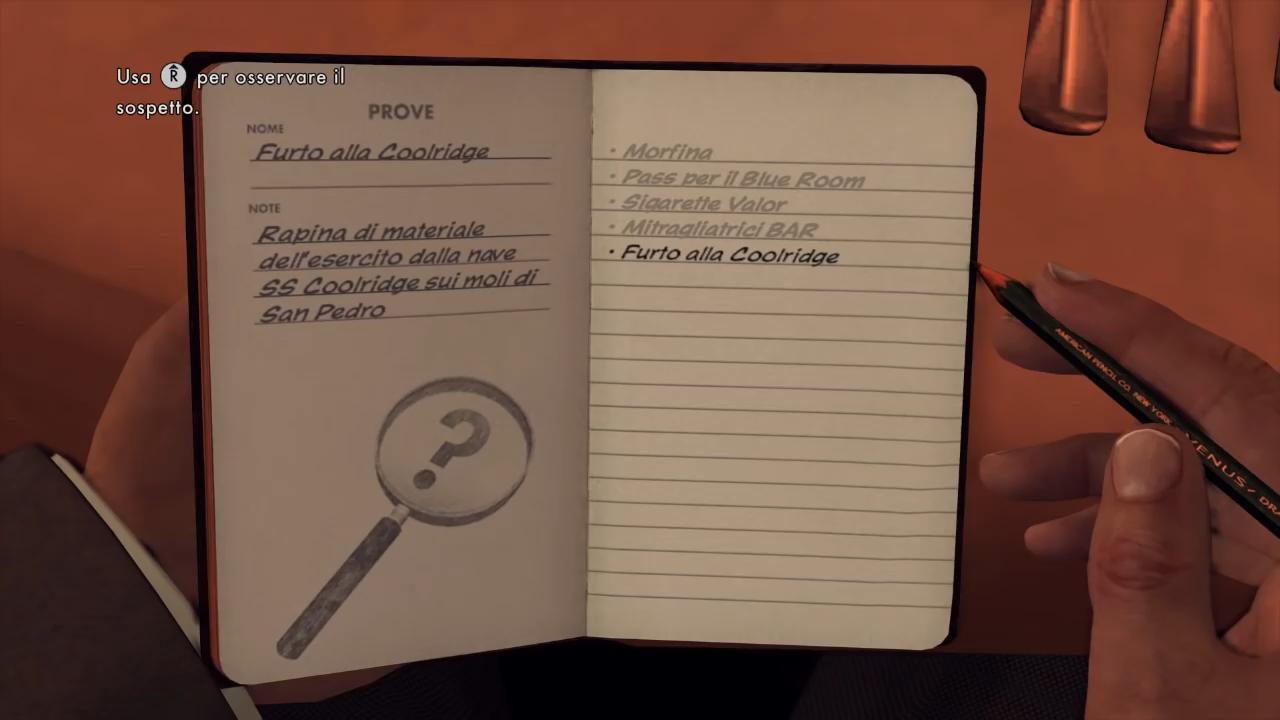 Usa R per osservare il
sospetto.
PROVE
NOME
Furto alla Coolridge
NOTE
Rapina di materiale
dell'esercito dalla nave
SS Coolridge sui moli di
San Pedro
?
• Morfina
• Pass per il Blue Room
• Sigarette Valor
• Mitragliatrici BAR
• Furto alla Coolridge
AMERICAN PENCIL CO. NEW YORK
VENUS